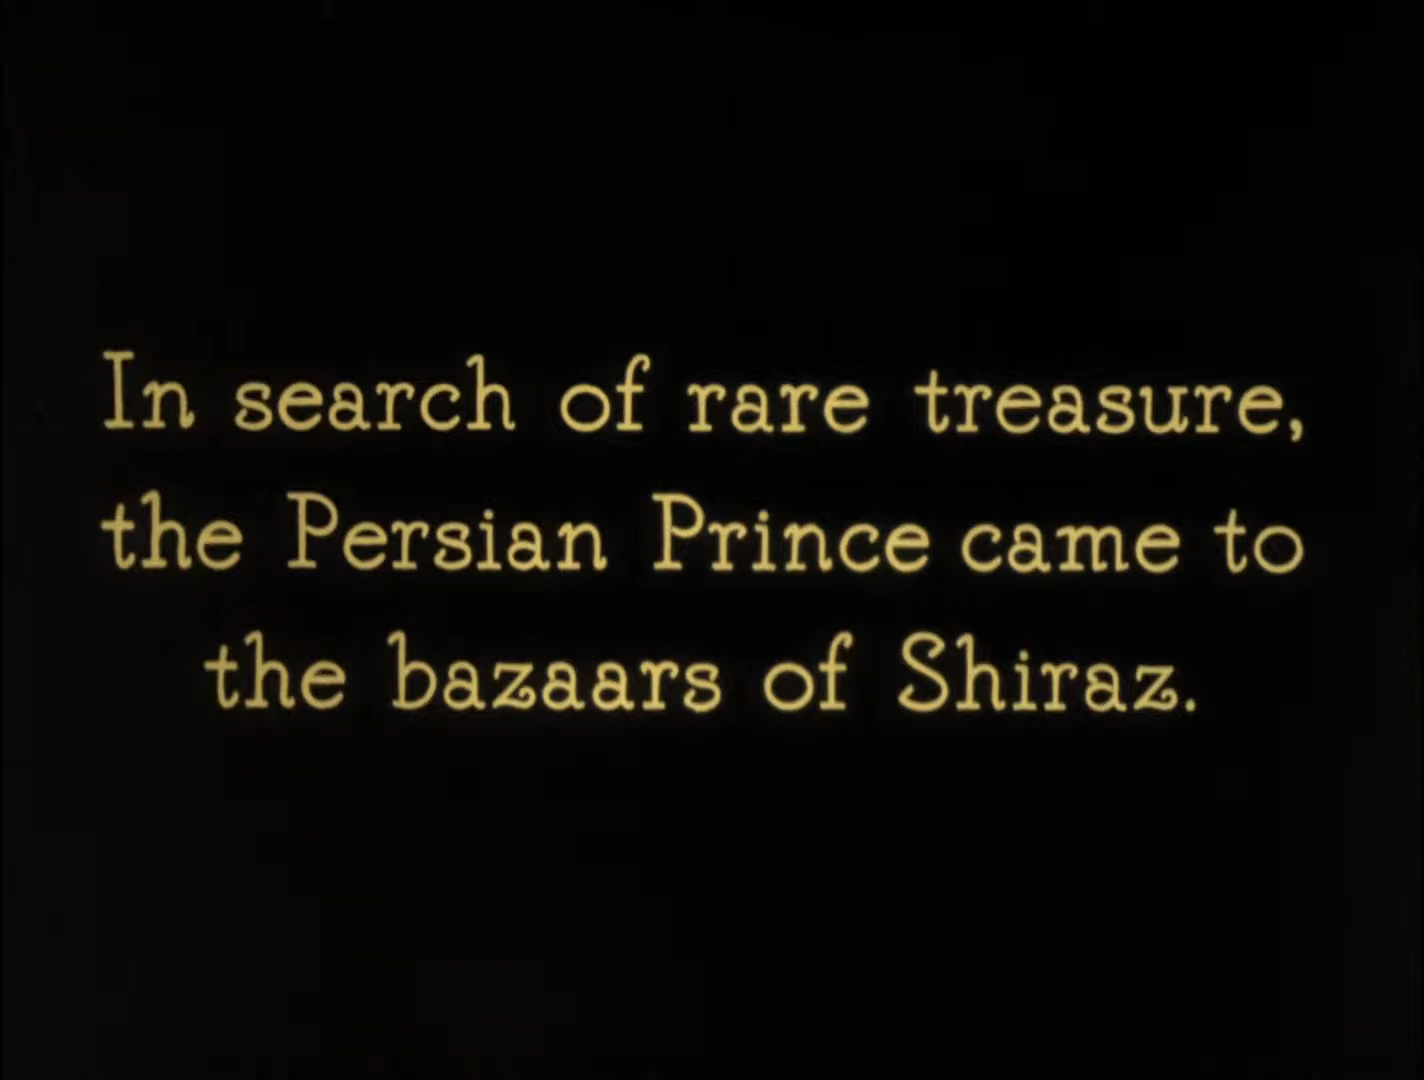 In search of rare treasure,
the Persian Prince came to
the bazaars of Shiraz.